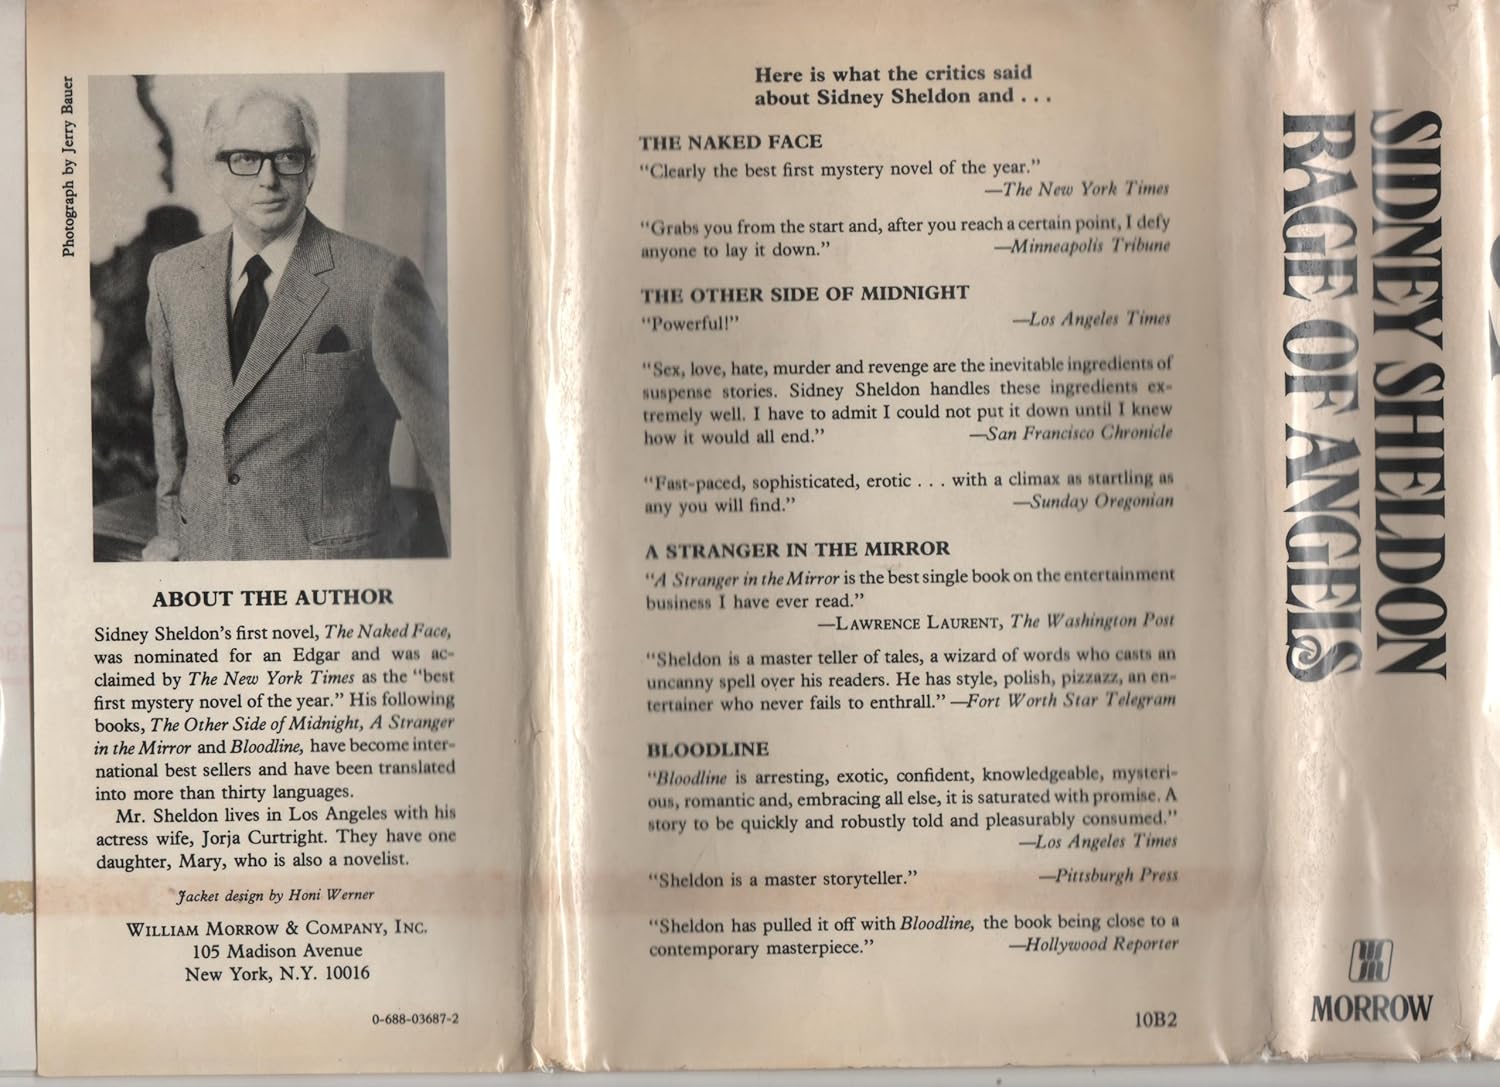 Photograph by Jerry Bauer
ABOUT THE AUTHOR
Sidney Sheldon's first novel, The Naked Face,
was nominated for an Edgar and was ac-
claimed by The New York Times as the "best
first mystery novel of the year." His following
books, The Other Side of Midnight, A Stranger
in the Mirror and Bloodline, have become inter-
national best sellers and have been translated
into more than thirty languages.
Mr. Sheldon lives in Los Angeles with his
actress wife, Jorja Curtright. They have one
daughter, Mary, who is also a novelist.
Jacket design by Honi Werner
WILLIAM MORROW & COMPANY, INC.
105 Madison Avenue
New York, N.Y. 10016
0-688-03687-2
Here is what the critics said
about Sidney Sheldon and . . .
THE NAKED FACE
"Clearly the best first mystery novel of the year."
—The New York Times
"Grabs you from the start and, after you reach a certain point, I defy
anyone to lay it down." —Minneapolis Tribune
THE OTHER SIDE OF MIDNIGHT
"Powerful!" —Los Angeles Times
"Sex, love, hate, murder and revenge are the inevitable ingredients of
suspense stories. Sidney Sheldon handles these ingredients ex-
tremely well. I have to admit I could not put it down until I knew
how it would all end." —San Francisco Chronicle
"Fast-paced, sophisticated, erotic . . . with a climax as startling as
any you will find." —Sunday Oregonian
A STRANGER IN THE MIRROR
"A Stranger in the Mirror is the best single book on the entertainment
business I have ever read."
—LAWRENCE LAURENT, The Washington Post
"Sheldon is a master teller of tales, a wizard of words who casts an
uncanny spell over his readers. He has style, polish, pizzazz, an en-
tertainer who never fails to enthrall." —Fort Worth Star Telegram
BLOODLINE
"Bloodline is arresting, exotic, confident, knowledgeable, mysteri-
ous, romantic and, embracing all else, it is saturated with promise. A
story to be quickly and robustly told and pleasurably consumed."
—Los Angeles Times
"Sheldon is a master storyteller." —Pittsburgh Press
"Sheldon has pulled it off with Bloodline, the book being close to a
contemporary masterpiece." —Hollywood Reporter
10B2
SIDNEY SHELDON
RAGE OF ANGELS
MORROW